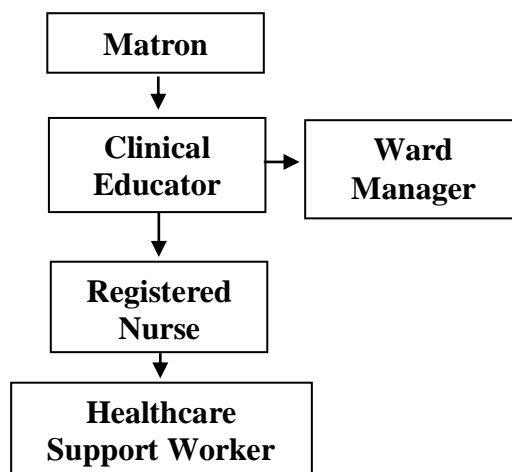 Matron
Clinical
Educator
Ward
Manager
Registered
Nurse
Healthcare
Support Worker